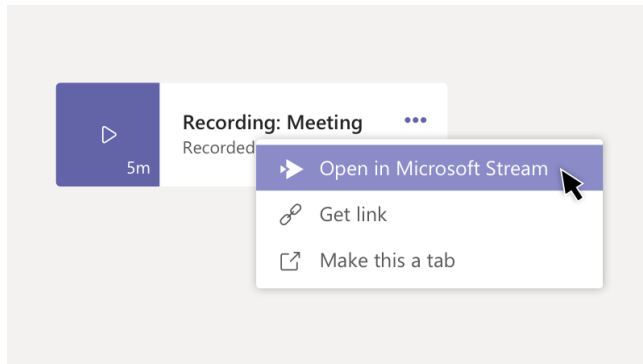 Recording: Meeting
Recorded
5m
Open in Microsoft Stream
Get link
Make this a tab